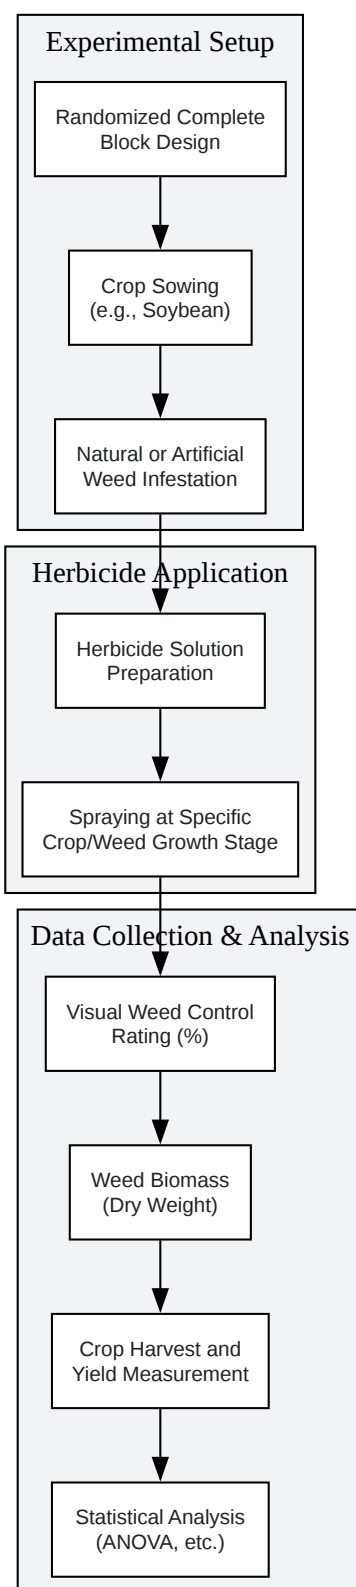 Experimental Setup
Randomized Complete
Block Design
Crop Sowing
(e.g., Soybean)
Natural or Artificial
Weed Infestation
Herbicide Application
Herbicide Solution
Preparation
Spraying at Specific
Crop/Weed Growth Stage
Data Collection & Analysis
Visual Weed Control
Rating (%)
Weed Biomass
(Dry Weight)
Crop Harvest and
Yield Measurement
Statistical Analysis
(ANOVA, etc.)